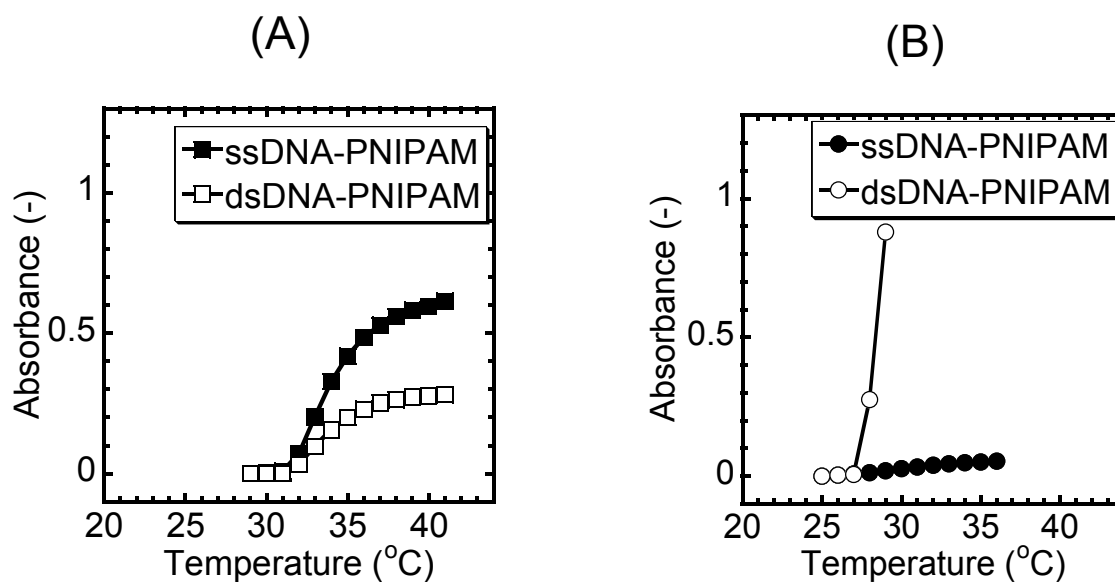 (A)
ssDNA-PNIPAM
dsDNA-PNIPAM
Absorbance (-)
1
0.5
0
20 25 30 35 40
Temperature (°C)
(B)
ssDNA-PNIPAM
dsDNA-PNIPAM
Absorbance (-)
1
0.5
0
20 25 30 35 40
Temperature (°C)